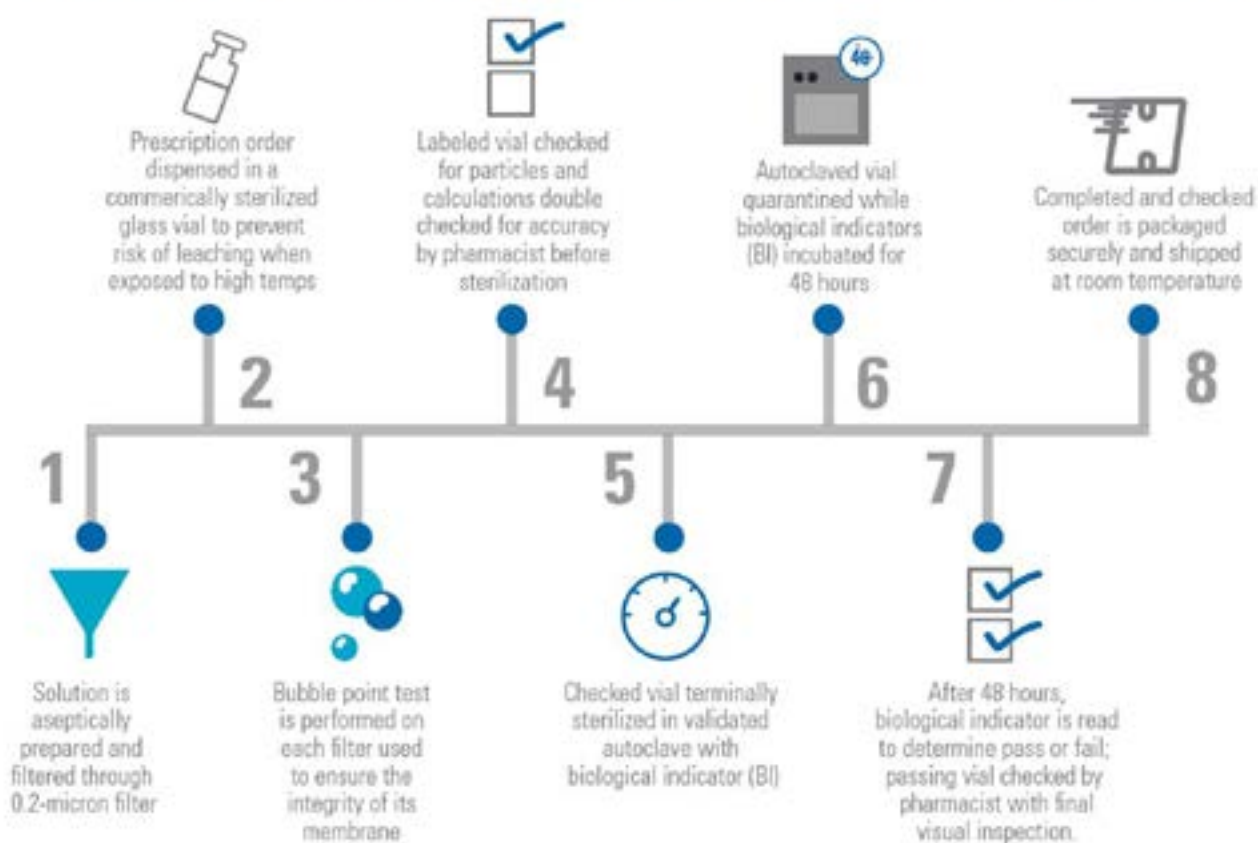 1
Solution is
aseptically
prepared and
filtered through
0.2-micron filter
2
Prescription order
dispensed in a
commerically sterilized
glass vial to prevent
risk of leaching when
exposed to high temps
3
Bubble point test
is performed on
each filter used
to ensure the
integrity of its
membrane
4
Labeled vial checked
for particles and
calculations double
checked for accuracy
by pharmacist before
sterilization
5
Checked vial terminally
sterilized in validated
autoclave with
biological indicator (BI)
6
48
Autoclaved vial
quarantined while
biological indicators
(BI) incubated for
48 hours
7
After 48 hours,
biological indicator is read
to determine pass or fail;
passing vial checked by
pharmacist with final
visual inspection.
8
Completed and checked
order is packaged
securely and shipped
at room temperature